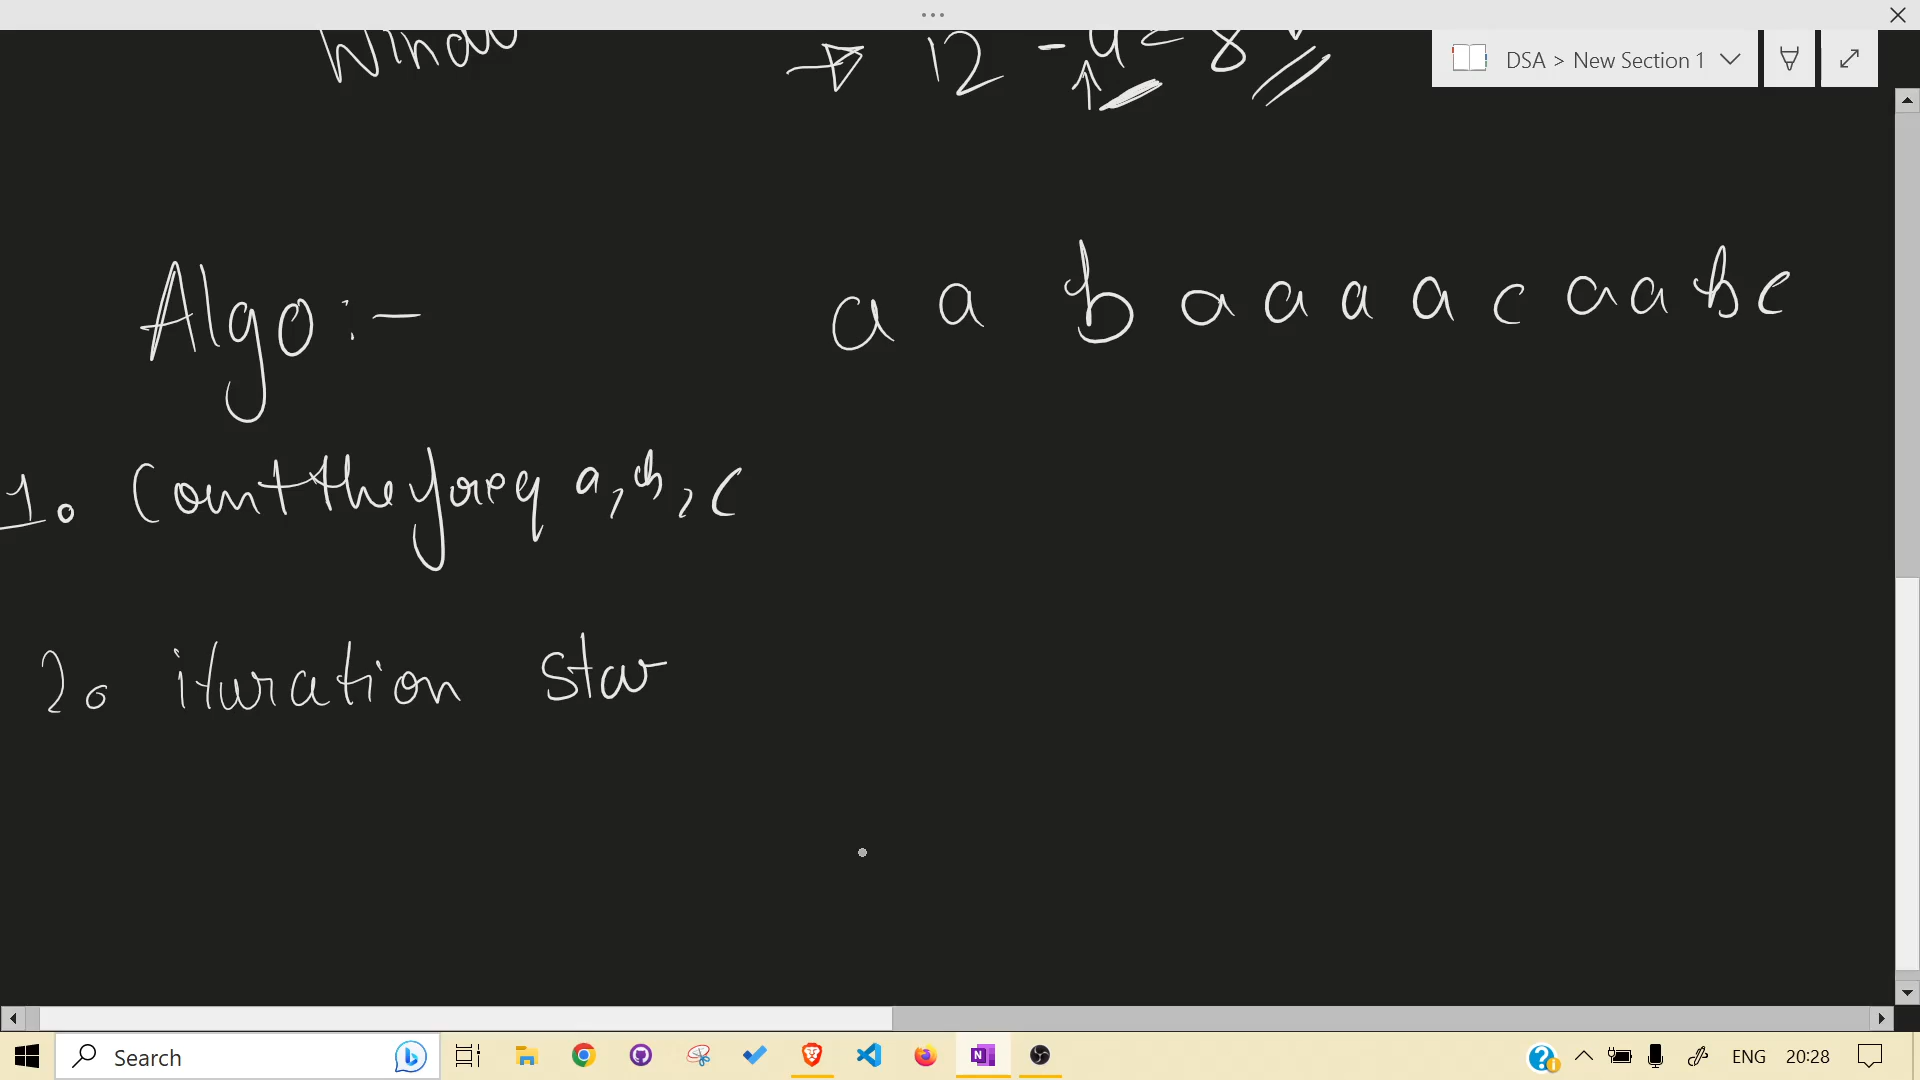 DSA > New Section 1
→ 12 - 4 = 8
Algo:-
a a b a a a a c a a b c
1. Count the freq a, b, c
2. iteration star
Search
ENG
20:28